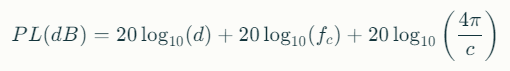 PL(dB) = 20 log₁₀(d) + 20 log₁₀(f_c) + 20 log₁₀(4π/c)